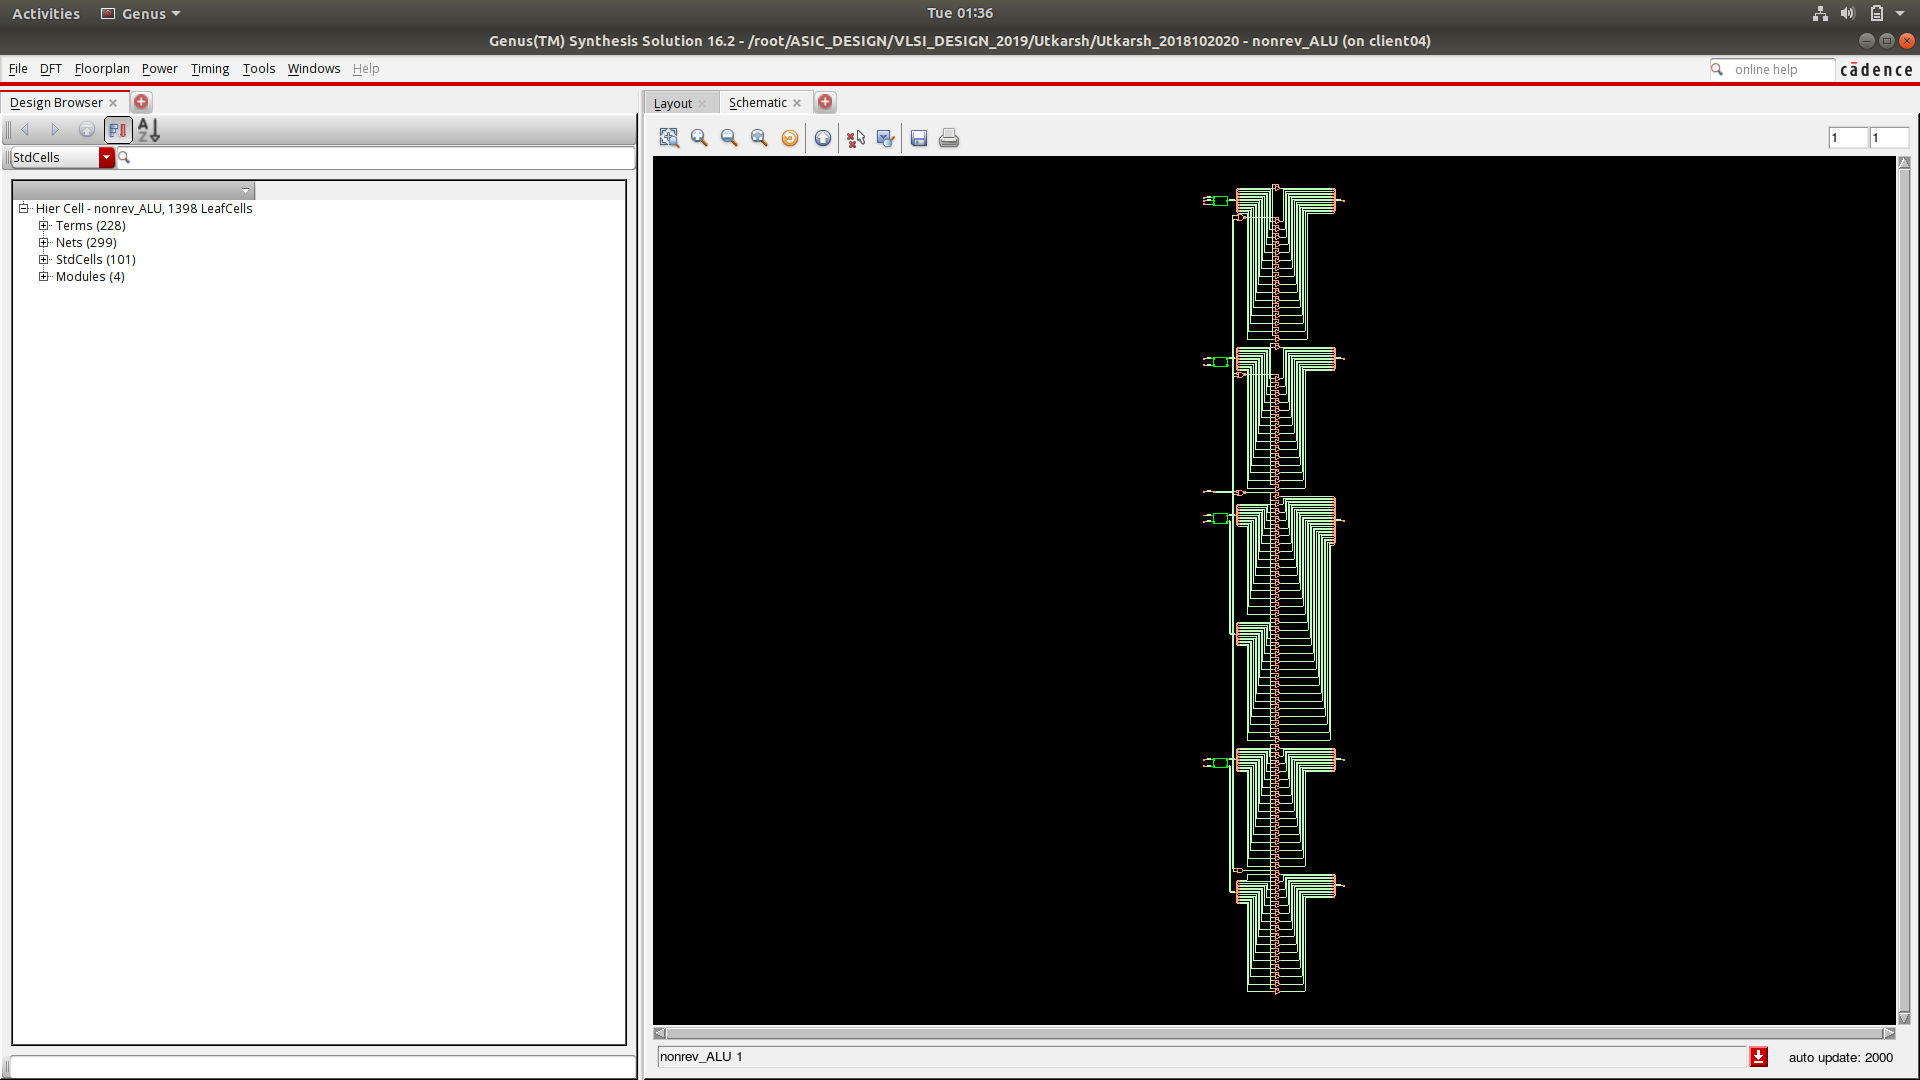 Activities Genus Tue 01:36
Genus(TM) Synthesis Solution 16.2 - /root/ASIC_DESIGN/VLSI_DESIGN_2019/Utkarsh/Utkarsh_2018102020 - nonrev_ALU (on client04)
File DFT Floorplan Power Timing Tools Windows Help online help cādence
Design Browser Layout Schematic
A
Z
1 1
StdCells
Hier Cell - nonrev_ALU, 1398 LeafCells
Terms (228)
Nets (299)
StdCells (101)
Modules (4)
nonrev_ALU 1 auto update: 2000